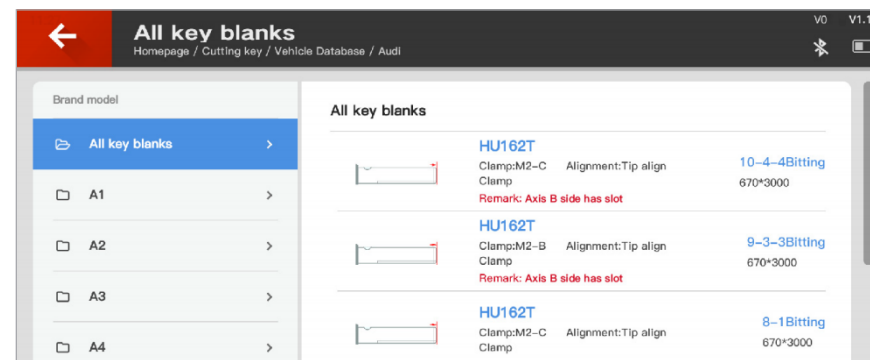 All key blanks
Homepage / Cutting key / Vehicle Database / Audi
V0
Brand model
All key blanks
A1
A2
A3
A4
All key blanks
HU162T
Clamp:M2-C
Clamp
Alignment:Tip align
Remark: Axis B side has slot
10-4-4Bitting
670*3000
HU162T
Clamp:M2-B
Clamp
Alignment:Tip align
Remark: Axis B side has slot
9-3-3Bitting
670*3000
HU162T
Clamp:M2-C
Clamp
Alignment:Tip align
8-1Bitting
670*3000